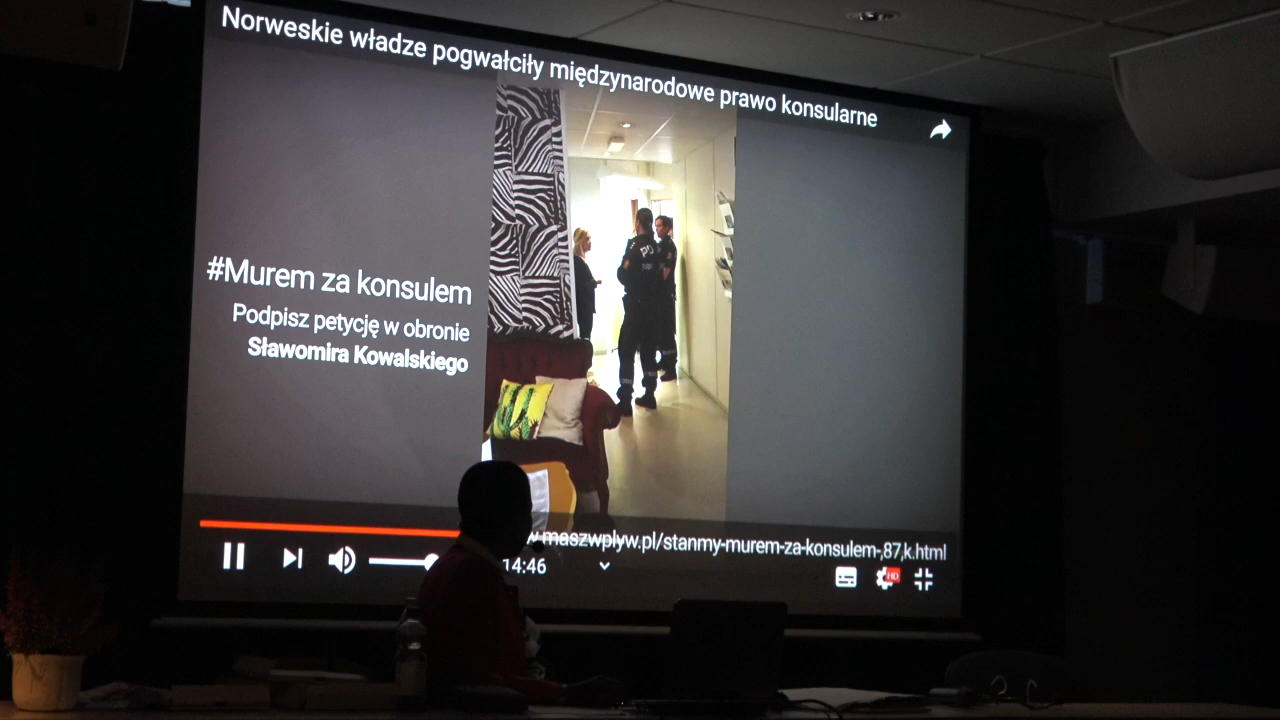 Norweskie władze pogwałciły międzynarodowe prawo konsularne
#Murem za konsulem
Podpisz petycję w obronie
Sławomira Kowalskiego
maszwplyw.pl/stanmy-murem-za-konsulem-,87,k.html
14:46
HD